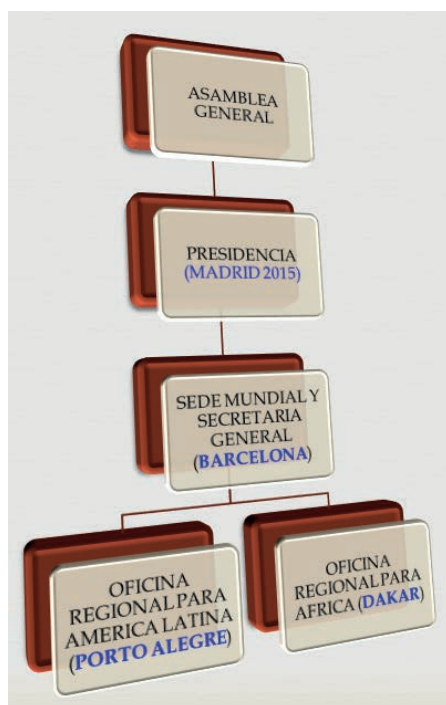 ASAMBLEA
GENERAL
PRESIDENCIA
(MADRID 2015)
SEDE MUNDIAL Y
SECRETARIA
GENERAL
(BARCELONA)
OFICINA
REGIONAL PARA
AMERICA LATINA
(PORTO ALEGRE)
OFICINA
REGIONAL PARA
AFRICA (DAKAR)